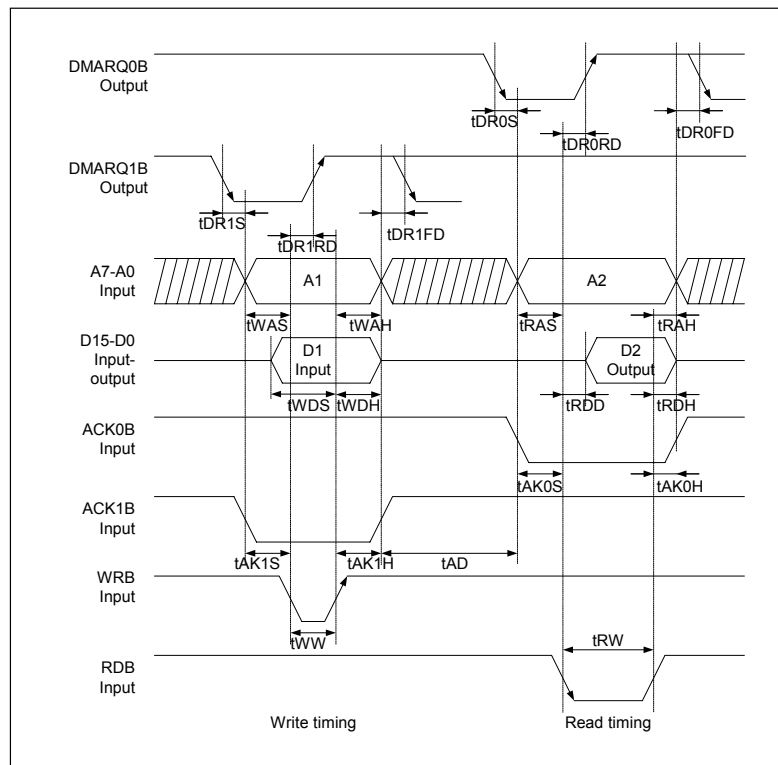 DMARQ0B
Output
tDR0S
tDR0RD
tDR0FD
DMARQ1B
Output
tDR1S
tDR1RD
tDR1FD
A7-A0
Input
A1
A2
tWAS
tWAH
tRAS
tRAH
D15-D0
Input-
output
D1
Input
D2
Output
tWDS
tWDH
tRDD
tRDH
ACK0B
Input
tAK0S
tAK0H
ACK1B
Input
tAK1S
tAK1H
tAD
WRB
Input
tWW
tRW
RDB
Input
Write timing
Read timing